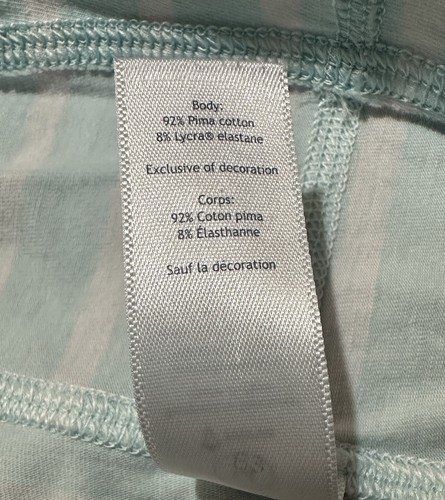 Body:
92% Pima cotton
8% Lycra® elastane
Exclusive of decoration
Corps:
92% Coton pima
8% Élasthanne
Sauf la décoration